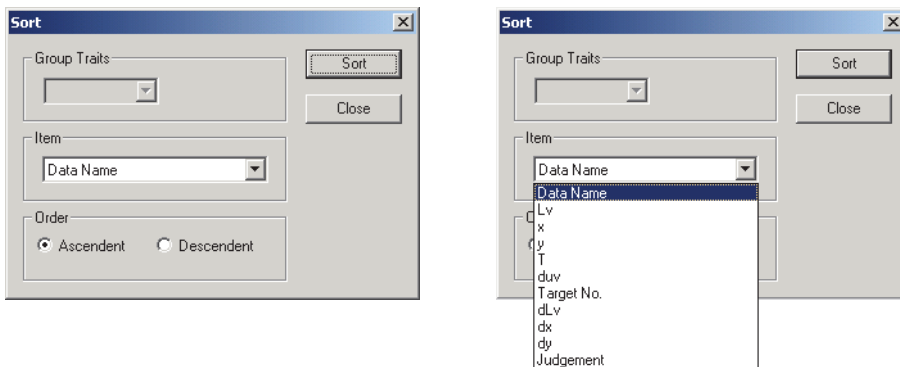 Sort
Group Traits
Sort
Close
Item
Data Name
Order
Ascendent Descendent
Sort
Group Traits
Sort
Close
Item
Data Name
Data Name
Lv
x
y
T
duv
Target No.
dLv
dx
dy
Judgement